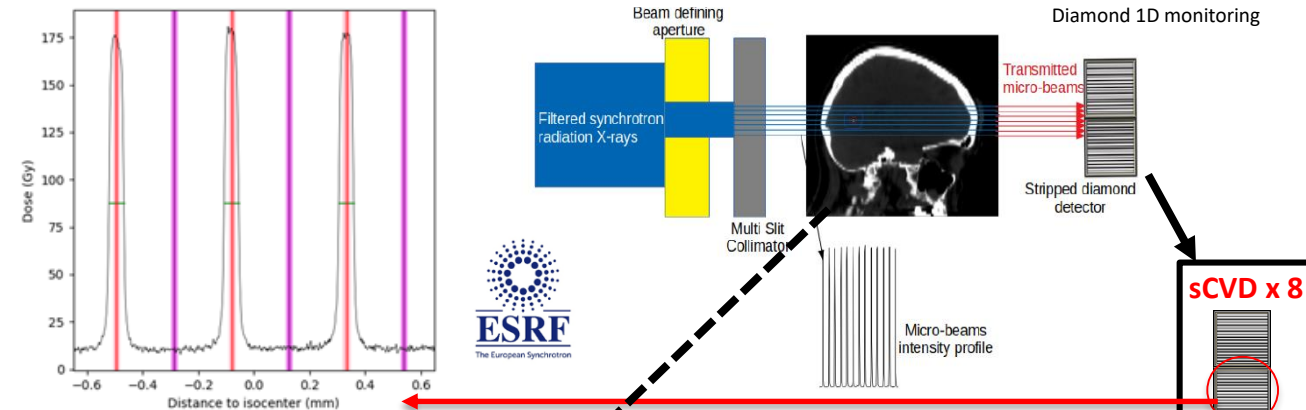 Diamond 1D monitoring
Beam defining
aperture
Filtered synchrotron
radiation X-rays
Multi Slit
Collimator
Transmitted
micro-beams
Stripped diamond
detector
Micro-beams
intensity profile
ESRF
The European Synchrotron
sCVD x 8
Dose (Gy)
175
150
125
100
75
50
25
0
−0.6
−0.4
−0.2
0.0
0.2
0.4
0.6
Distance to isocenter (mm)